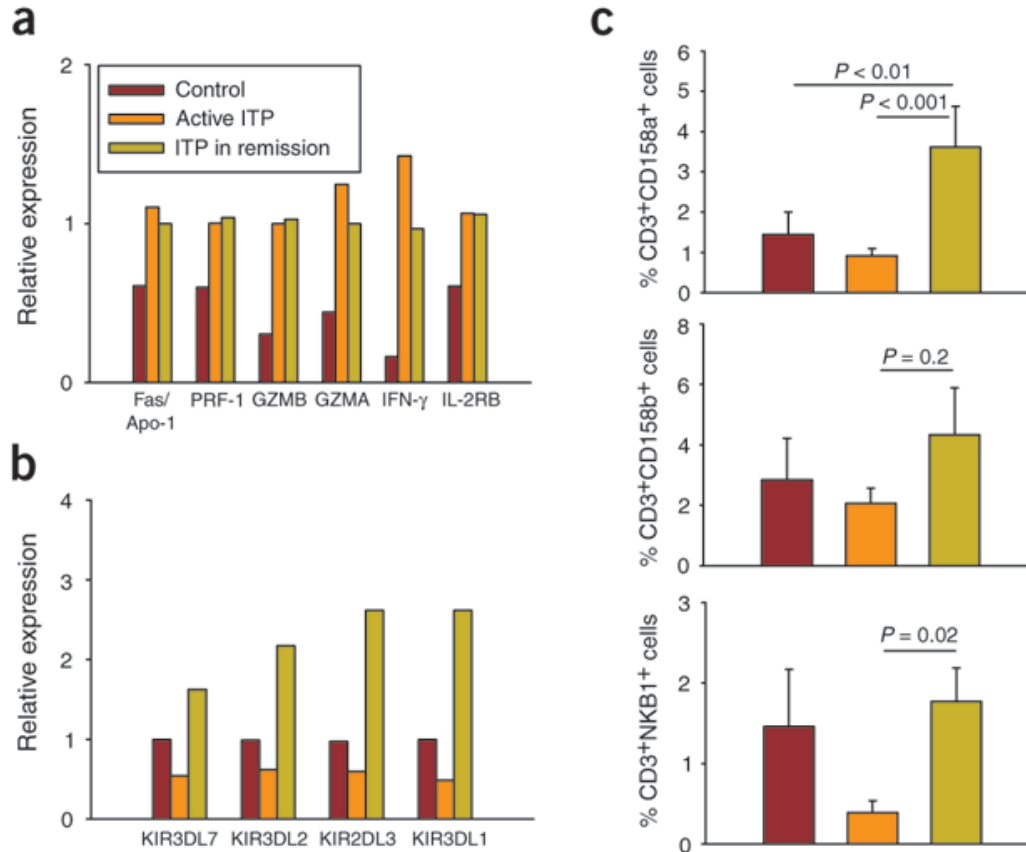 a
Relative expression
2
1
0
Control
Active ITP
ITP in remission
Fas/
Apo-1
PRF-1
GZMB
GZMA
IFN-γ
IL-2RB
b
Relative expression
4
3
2
1
0
KIR3DL7
KIR3DL2
KIR2DL3
KIR3DL1
c
% CD3+CD158a+ cells
6
5
4
3
2
1
0
P < 0.01
P < 0.001
% CD3+CD158b+ cells
8
6
4
2
0
P = 0.2
% CD3+NKB1+ cells
3
2
1
0
P = 0.02